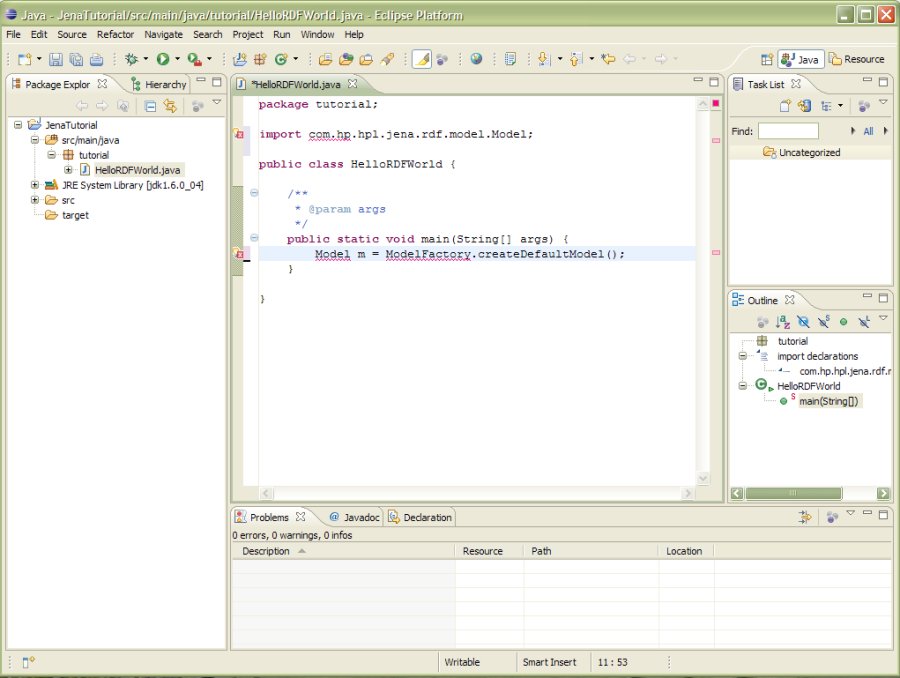 Java - JenaTutorial/src/main/java/tutorial/HelloRDFWorld.java - Eclipse Platform
File Edit Source Refactor Navigate Search Project Run Window Help
Java Resource
Package Explor Hierarchy
JenaTutorial
src/main/java
tutorial
HelloRDFWorld.java
JRE System Library [jdk1.6.0_04]
src
target
*HelloRDFWorld.java
package tutorial;
import com.hp.hpl.jena.rdf.model.Model;
public class HelloRDFWorld {
/**
* @param args
*/
public static void main(String[] args) {
Model m = ModelFactory.createDefaultModel();
}
}
Task List
Find: All
Uncategorized
Outline
tutorial
import declarations
com.hp.hpl.jena.rdf.r
HelloRDFWorld
main(String[])
Problems @ Javadoc Declaration
0 errors, 0 warnings, 0 infos
Description Resource Path Location
Writable Smart Insert 11 : 53